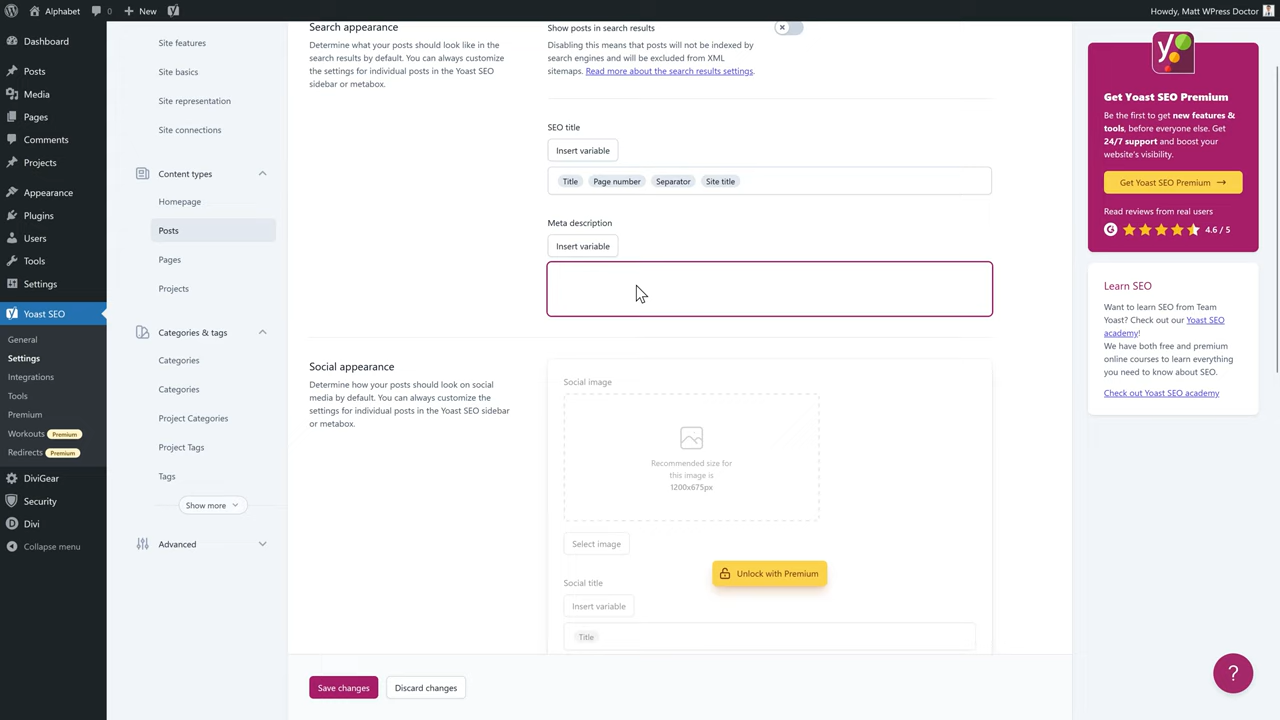 Alphabet
0
New
Howdy, Matt WPress Doctor
Dashboard
Posts
Media
Pages
Comments
Projects
Appearance
Plugins
Users
Tools
Settings
Yoast SEO
General
Settings
Integrations
Tools
Premium
Workouts Premium
Redirects Premium
DiviGear
Security
Divi
Collapse menu
Site features
Site basics
Site representation
Site connections
Content types
Homepage
Posts
Pages
Projects
Categories & tags
Categories
Categories
Project Categories
Project Tags
Tags
Show more
Advanced
Search appearance
Determine what your posts should look like in the
search results by default. You can always customize
the settings for individual posts in the Yoast SEO
sidebar or metabox.
Show posts in search results
Disabling this means that posts will not be indexed by
search engines and will be excluded from XML
sitemaps. Read more about the search results settings.
SEO title
Insert variable
Title Page number Separator Site title
Meta description
Insert variable
Social appearance
Determine how your posts should look on social
media by default. You can always customize the
settings for individual posts in the Yoast SEO sidebar
or metabox.
Social image
Recommended size for
this image is
1200x675px
Select image
Unlock with Premium
Social title
Insert variable
Title
Save changes
Discard changes
y
Get Yoast SEO Premium
Be the first to get new features &
tools, before everyone else. Get
24/7 support and boost your
website's visibility.
Get Yoast SEO Premium →
Read reviews from real users
4.6 / 5
Learn SEO
Want to learn SEO from Team
Yoast? Check out our Yoast SEO
academy!
We have both free and premium
online courses to learn everything
you need to know about SEO.
Check out Yoast SEO academy
?